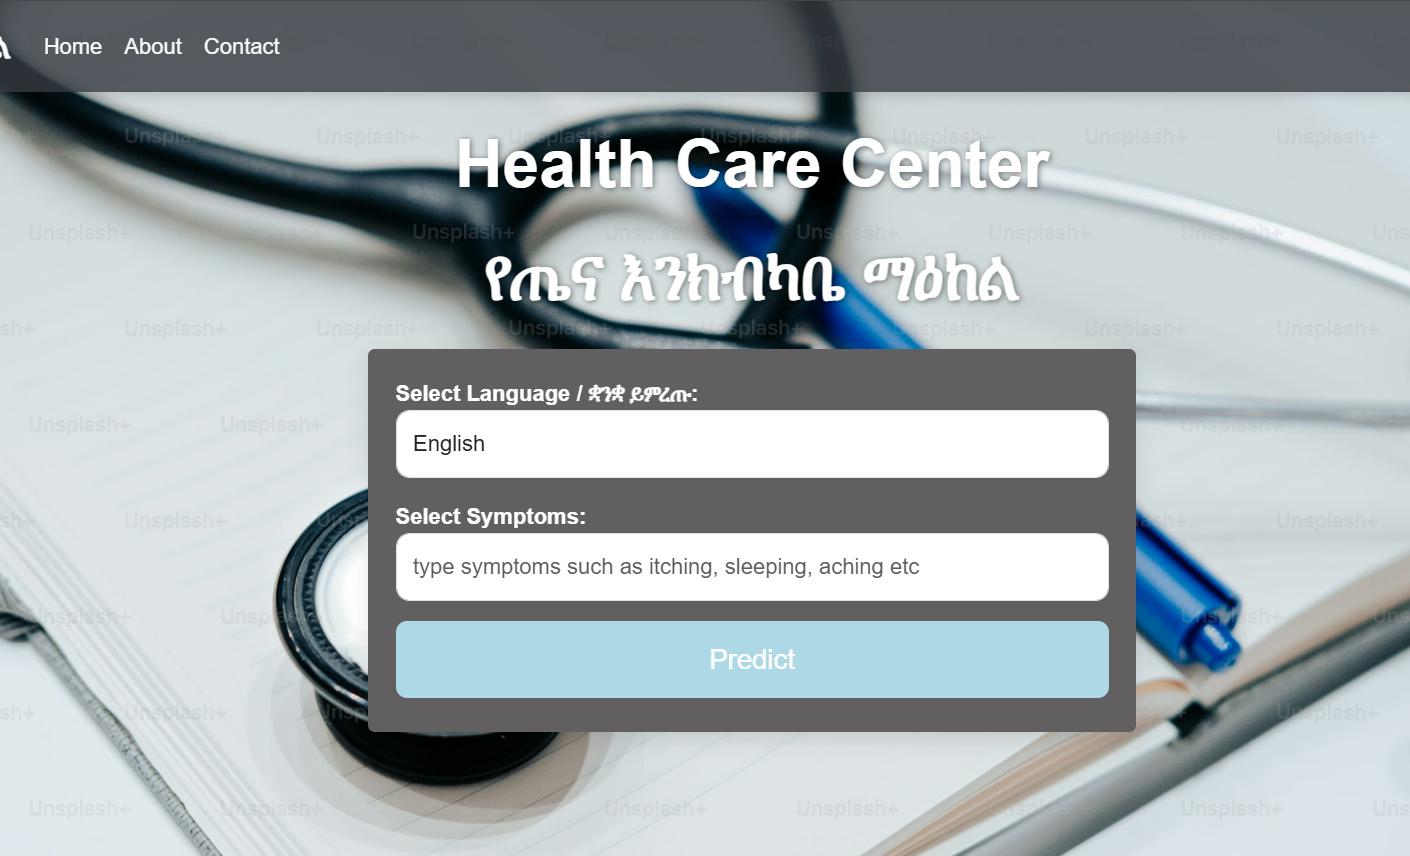 Home About Contact
Health Care Center
የጤና እንክብካቤ ማዕከል
Select Language / ቋንቋ ይምረጡ:
English
Select Symptoms:
type symptoms such as itching, sleeping, aching etc
Predict
Unsplash+